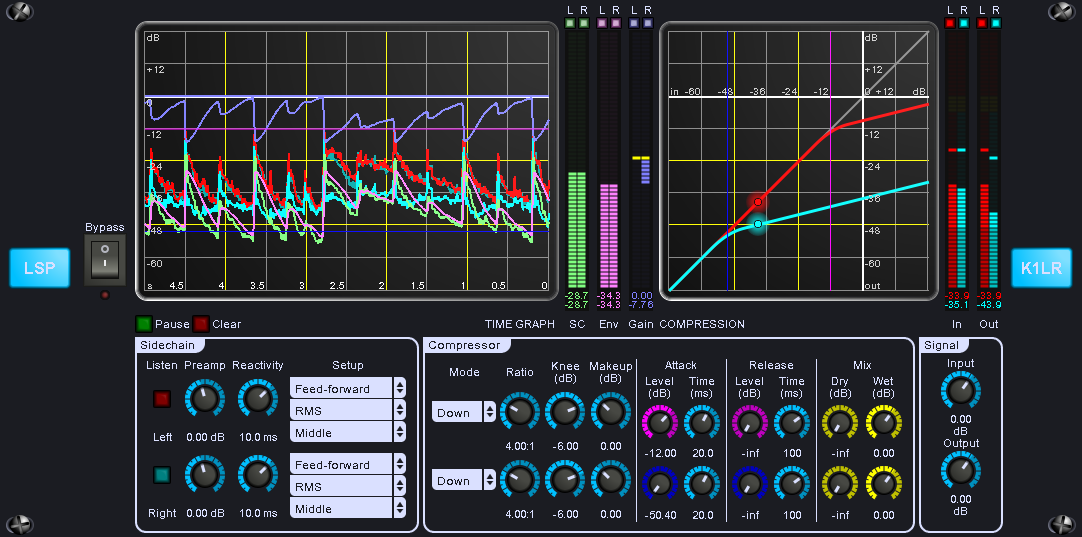 L R L R L R
L R L R
dB
+12
0
-12
-24
-48
-60
s 4.5 4 3.5 3 2.5 2 1.5 1 0.5 0
dB
+12
in -60 -48 -36 -24 -12 0 +12 dB
-12
-24
-36
-48
-60
out
Bypass
LSP
K1LR
-28.7 -34.3 0.00
-28.7 -34.3 -7.76
-33.9 -33.9
-35.1 -43.9
Pause Clear
TIME GRAPH SC Env Gain COMPRESSION In Out
Sidechain
Listen Preamp Reactivity Setup
Feed-forward
RMS
Middle
Left 0.00 dB 10.0 ms
Feed-forward
RMS
Middle
Right 0.00 dB 10.0 ms
Compressor
Mode Ratio Knee (dB) Makeup (dB)
Attack
Level (dB) Time (ms)
Release
Level (dB) Time (ms)
Mix
Dry (dB) Wet (dB)
Down
4.00:1 -6.00 0.00 -12.00 20.0 -inf 100 -inf 0.00
Down
4.00:1 -6.00 0.00 -50.40 20.0 -inf 100 -inf 0.00
Signal
Input
0.00
dB
Output
0.00
dB